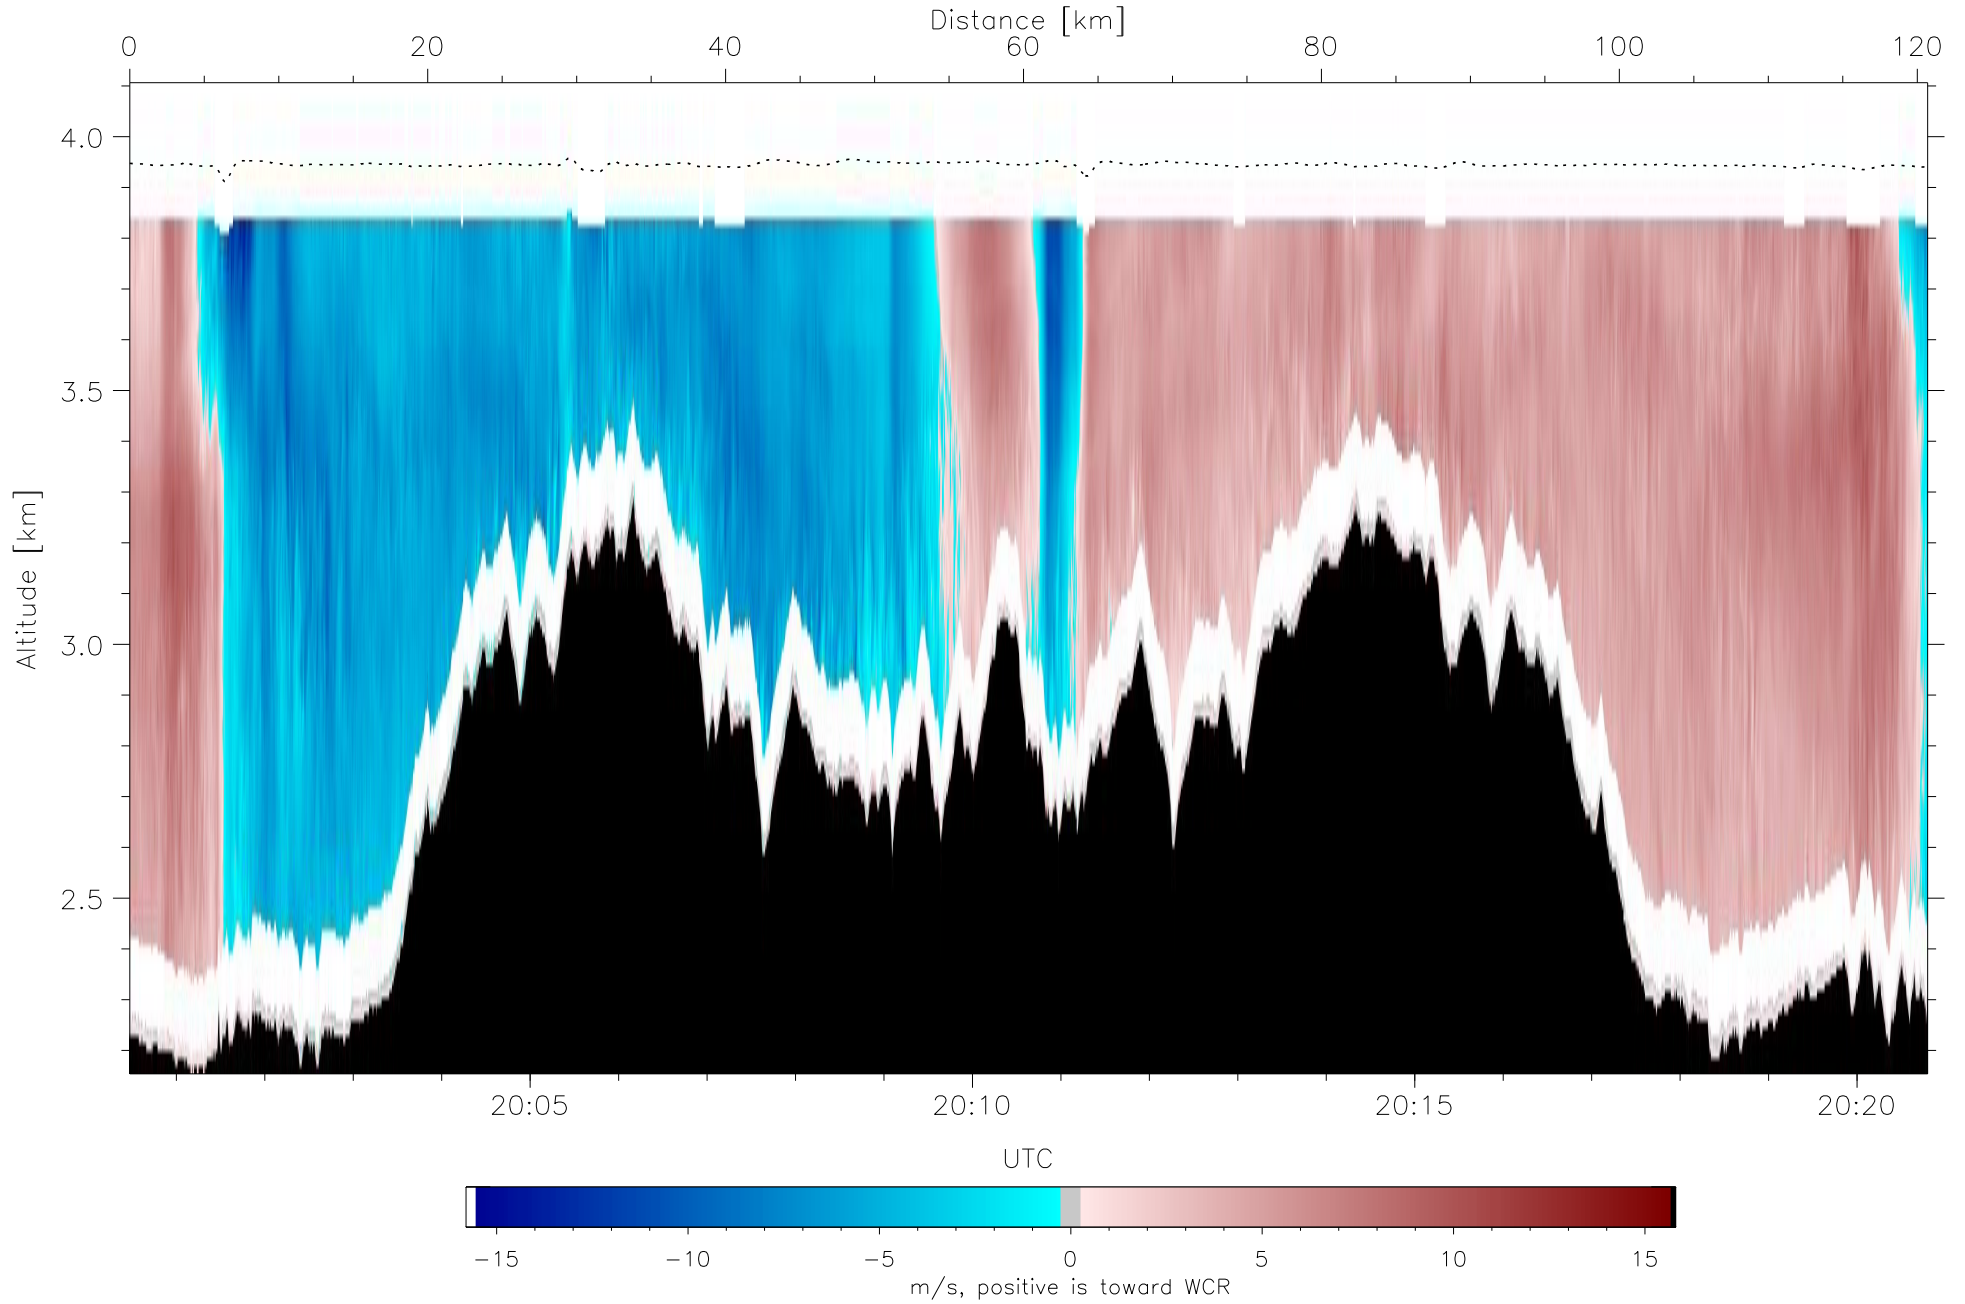 Distance [km]
0 20 40 60 80 100 120
4.0
3.5
3.0
2.5
Altitude [km]
20:05 20:10 20:15 20:20
UTC
−15 −10 −5 0 5 10 15
m/s, positive is toward WCR